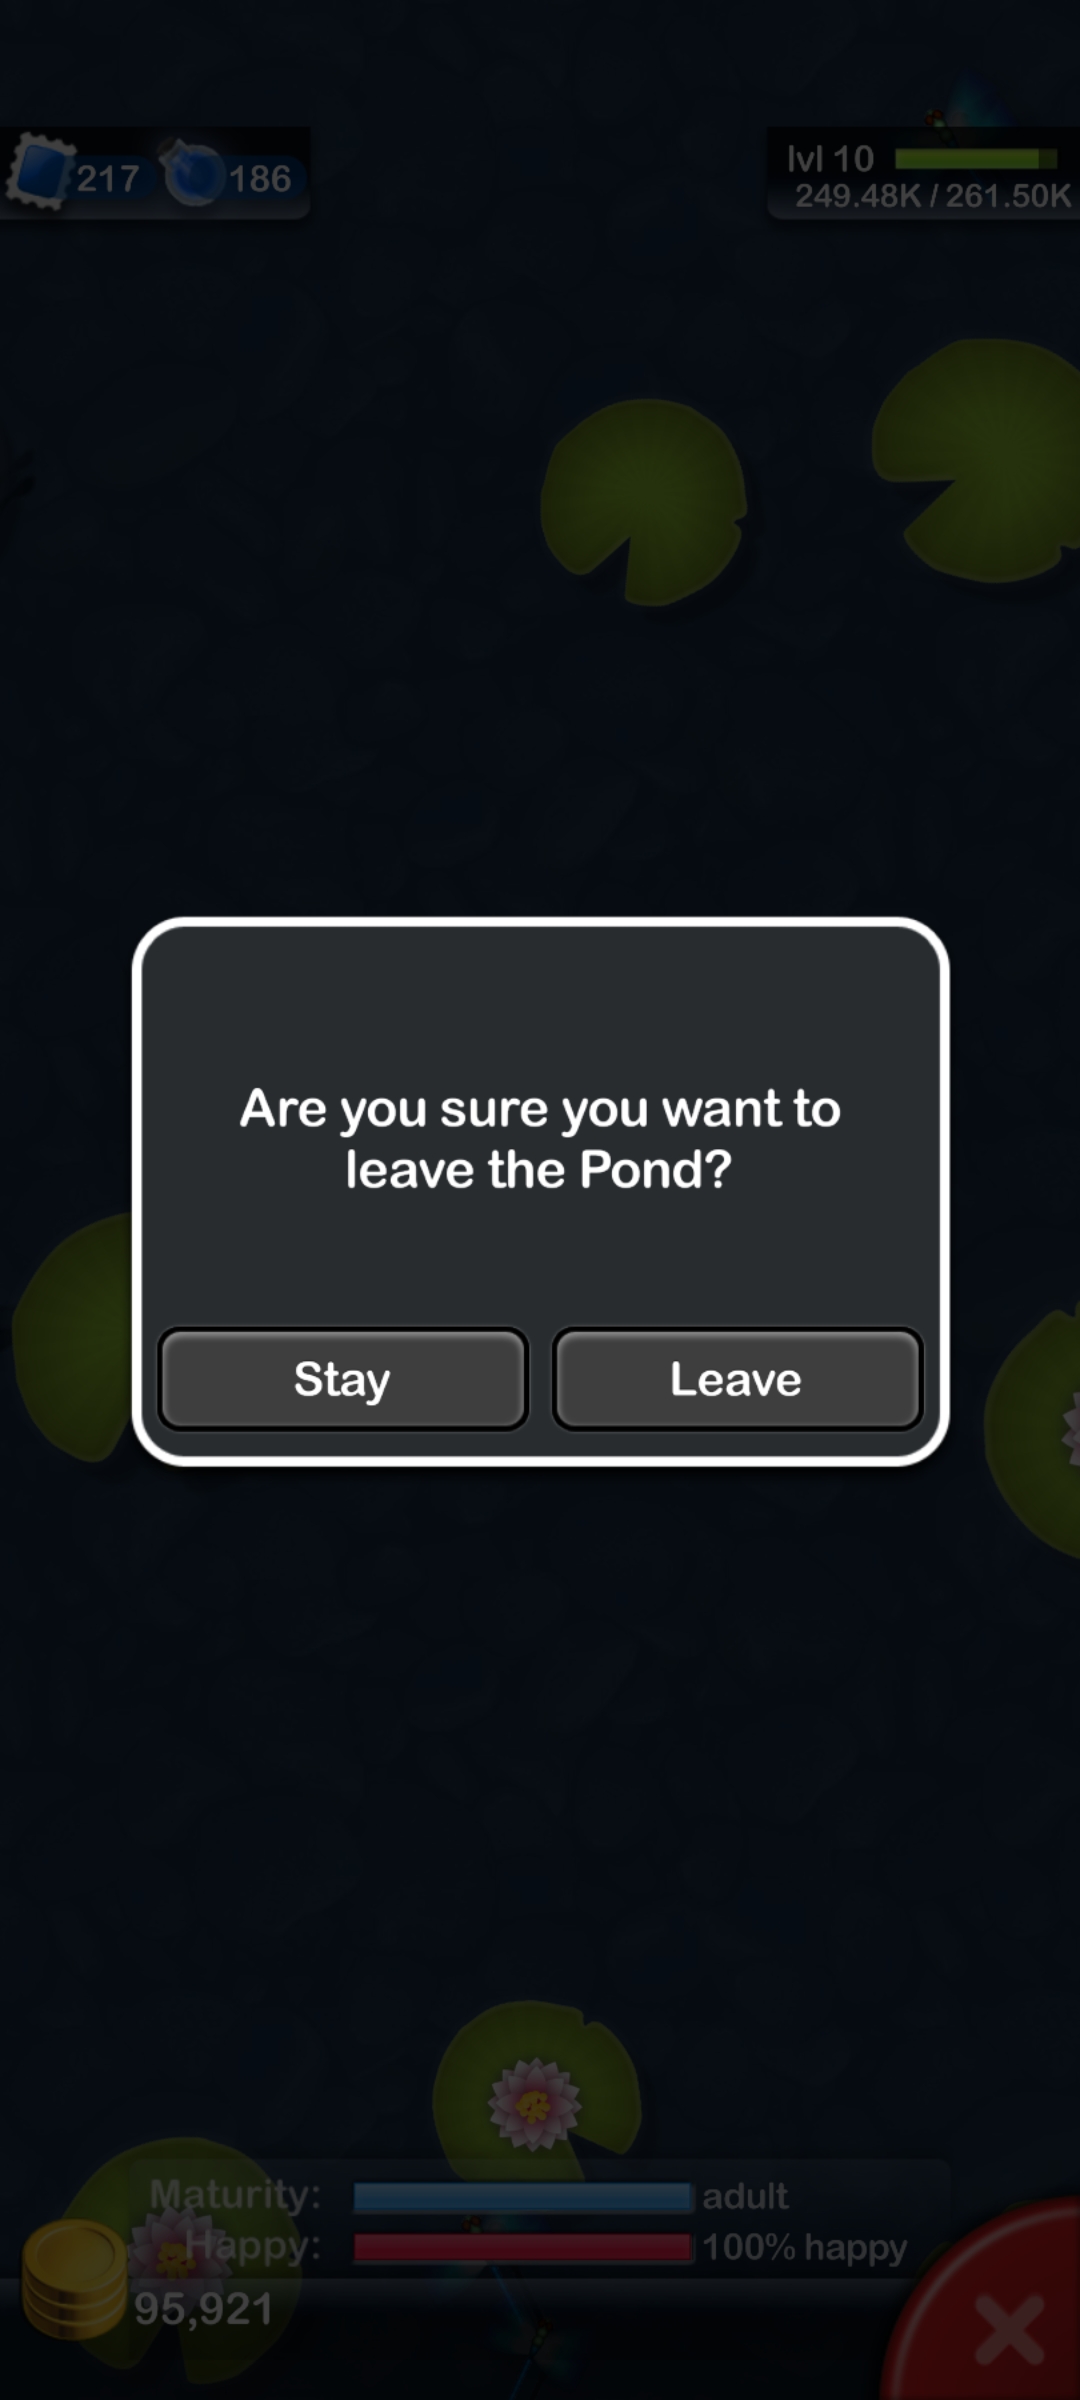 217
186
lvl 10
249.48K / 261.50K
Are you sure you want to
leave the Pond?
Stay
Leave
Maturity:
adult
Happy:
100% happy
95,921